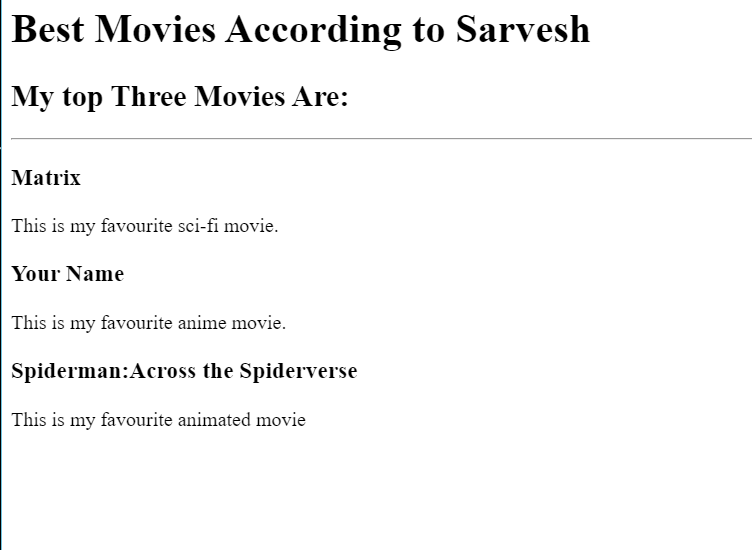 Best Movies According to Sarvesh
My top Three Movies Are:
Matrix
This is my favourite sci-fi movie.
Your Name
This is my favourite anime movie.
Spiderman:Across the Spiderverse
This is my favourite animated movie